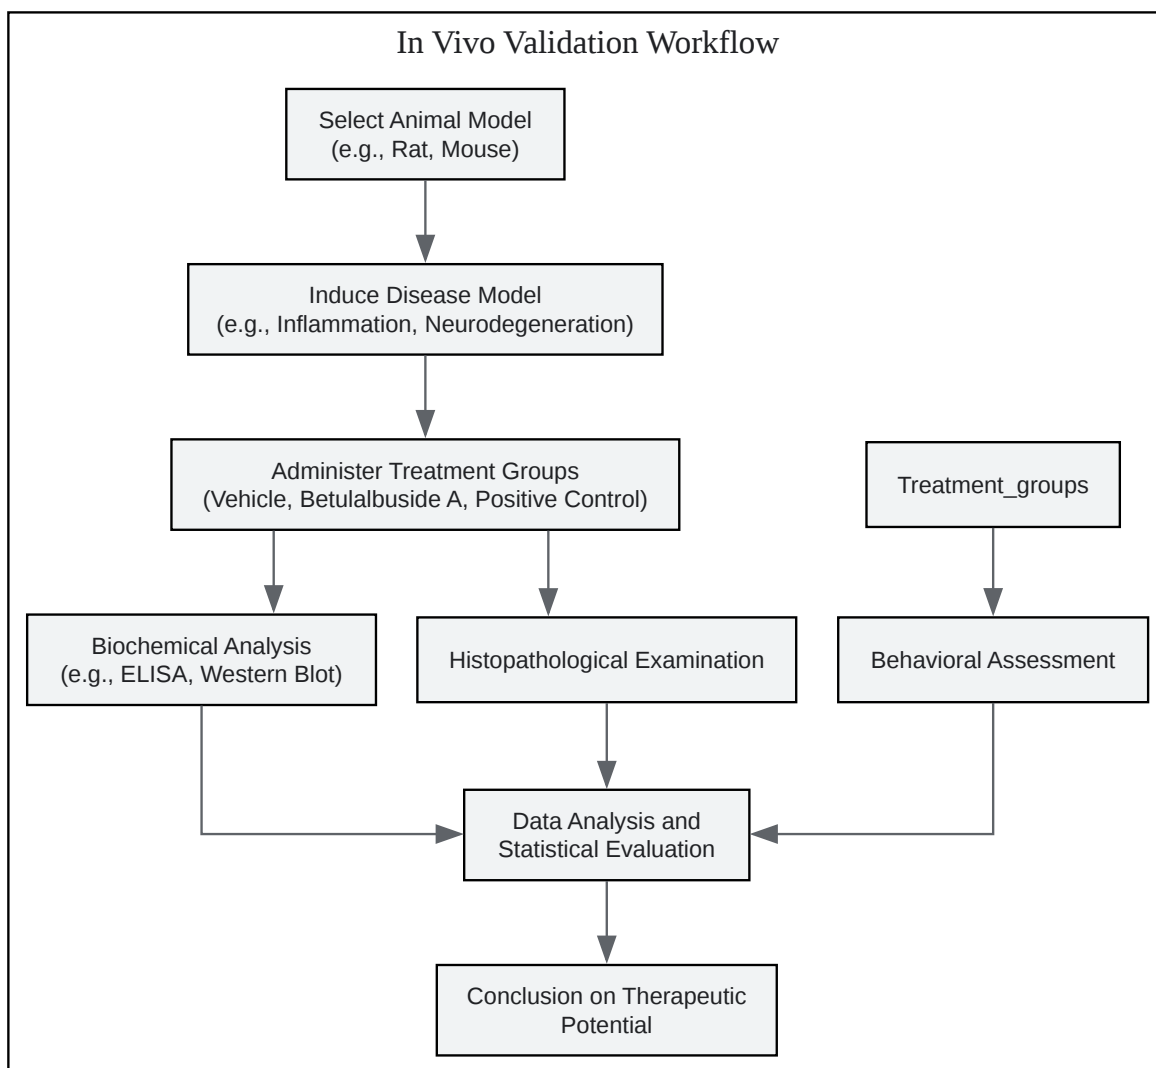 In Vivo Validation Workflow
Select Animal Model
(e.g., Rat, Mouse)
Induce Disease Model
(e.g., Inflammation, Neurodegeneration)
Administer Treatment Groups
(Vehicle, Betulalbuside A, Positive Control)
Treatment_groups
Biochemical Analysis
(e.g., ELISA, Western Blot)
Histopathological Examination
Behavioral Assessment
Data Analysis and
Statistical Evaluation
Conclusion on Therapeutic
Potential